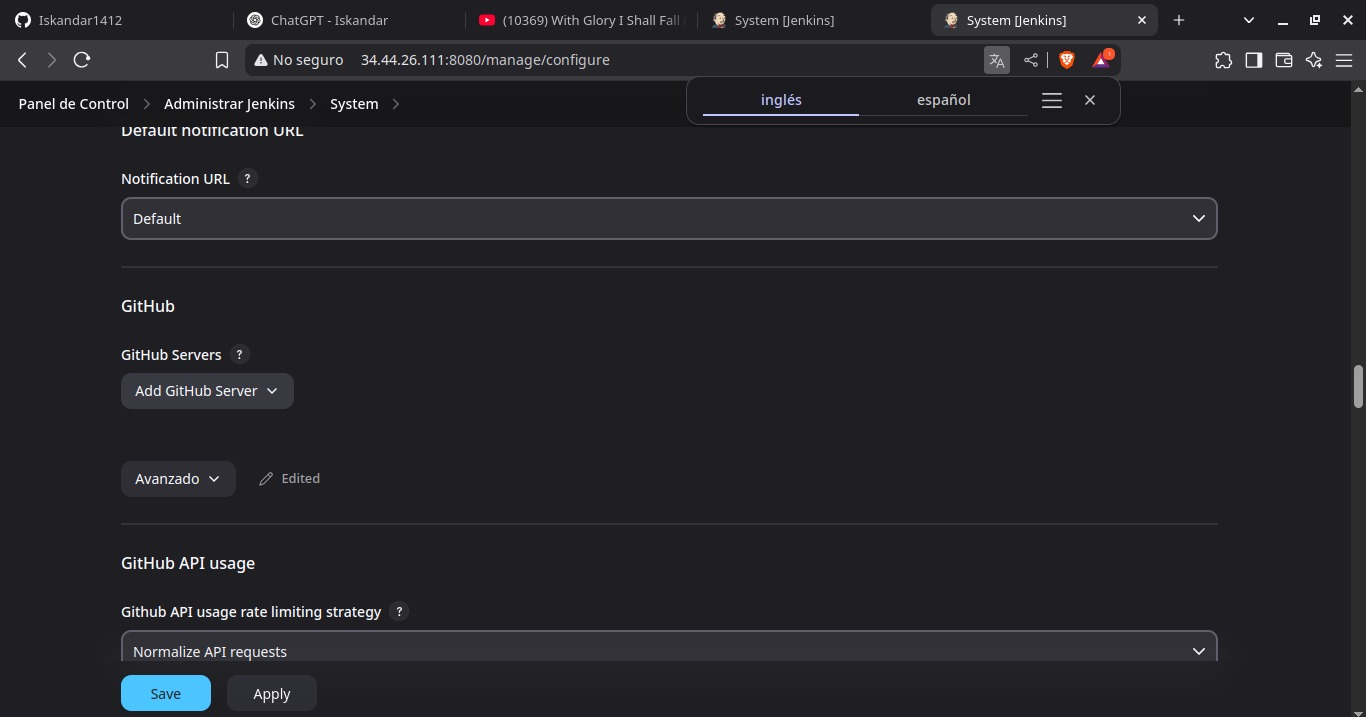 Iskandar1412
ChatGPT - Iskandar
(10369) With Glory I Shall Fall
System [Jenkins]
System [Jenkins]
No seguro 34.44.26.111:8080/manage/configure
Panel de Control
Administrar Jenkins
System
inglés
español
Default notification URL
Notification URL ?
Default
GitHub
GitHub Servers ?
Add GitHub Server
Avanzado
Edited
GitHub API usage
Github API usage rate limiting strategy ?
Normalize API requests
Save
Apply